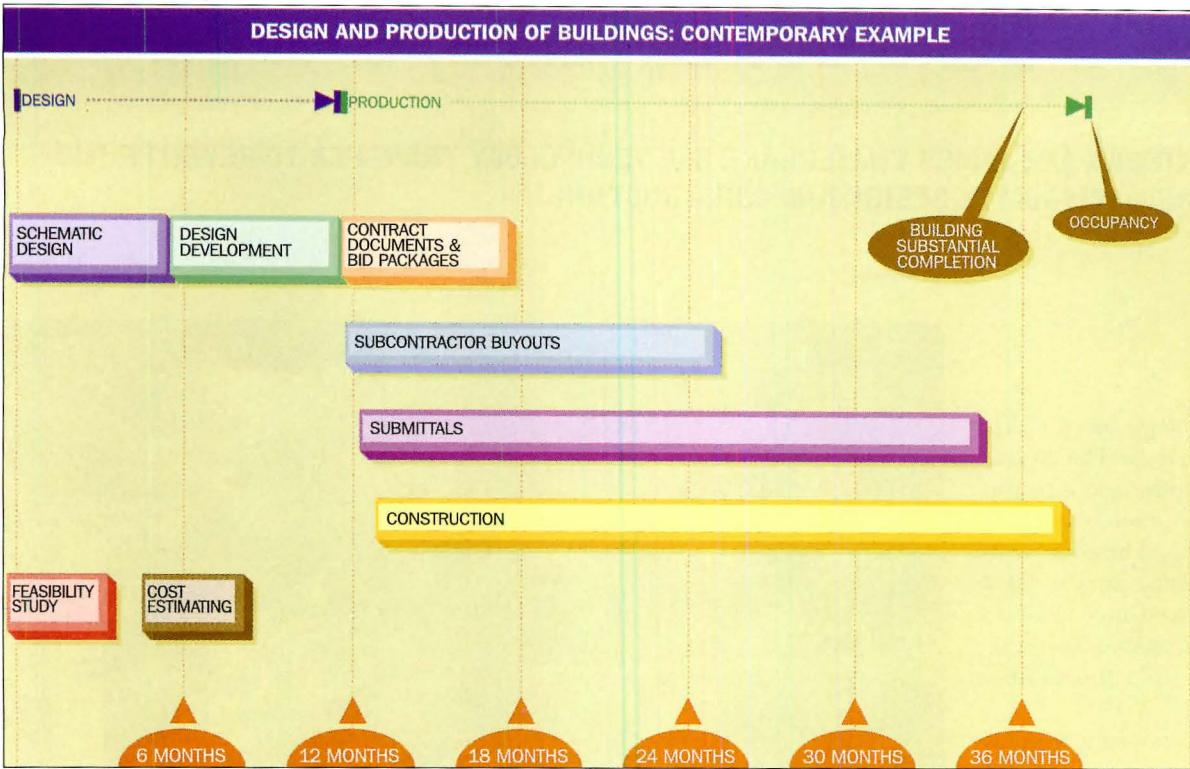 DESIGN AND PRODUCTION OF BUILDINGS: CONTEMPORARY EXAMPLE
DESIGN
PRODUCTION
SCHEMATIC
DESIGN
DESIGN
DEVELOPMENT
CONTRACT
DOCUMENTS &
BID PACKAGES
BUILDING
SUBSTANTIAL
COMPLETION
OCCUPANCY
SUBCONTRACTOR BUYOUTS
SUBMITTALS
CONSTRUCTION
FEASIBILITY
STUDY
COST
ESTIMATING
6 MONTHS
12 MONTHS
18 MONTHS
24 MONTHS
30 MONTHS
36 MONTHS